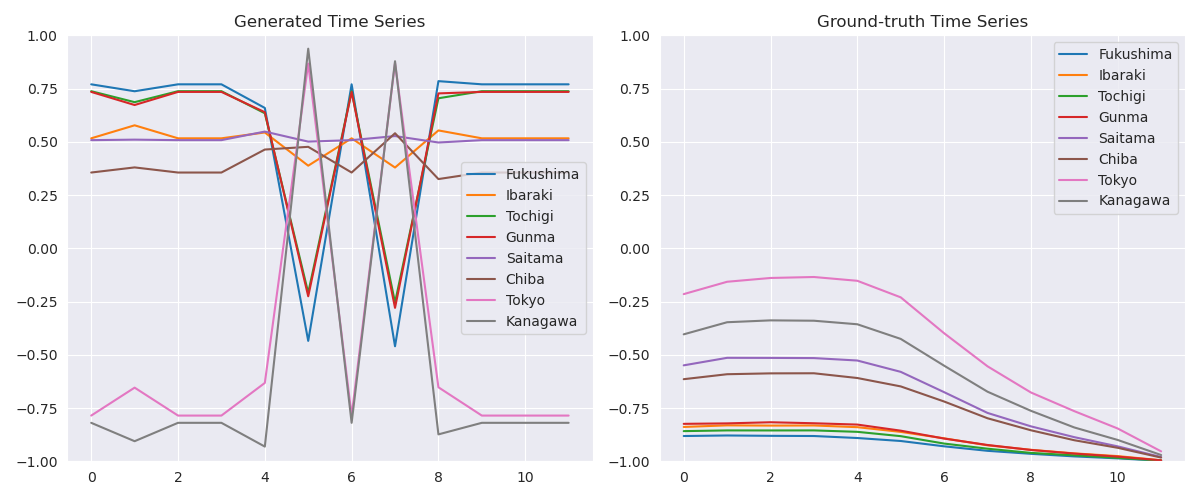 Generated Time Series
1.00
0.75
0.50
0.25
0.00
−0.25
−0.50
−0.75
−1.00
0 2 4 6 8 10
Fukushima
Ibaraki
Tochigi
Gunma
Saitama
Chiba
Tokyo
Kanagawa
Ground-truth Time Series
1.00
0.75
0.50
0.25
0.00
−0.25
−0.50
−0.75
−1.00
0 2 4 6 8 10
Fukushima
Ibaraki
Tochigi
Gunma
Saitama
Chiba
Tokyo
Kanagawa